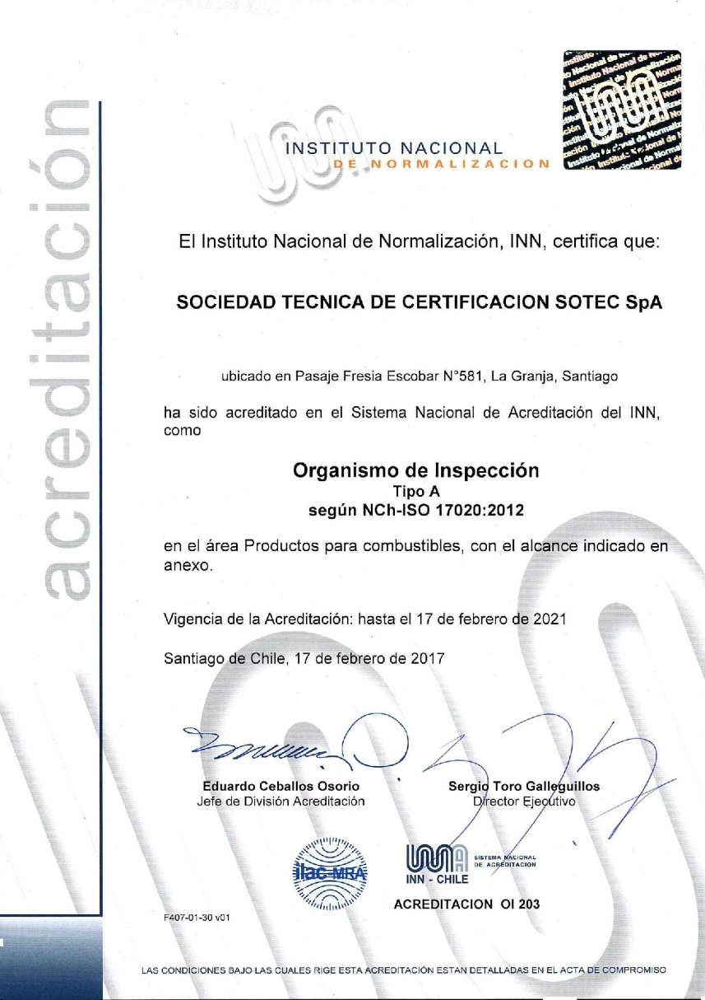 acreditación
INSTITUTO NACIONAL
DE NORMALIZACION
El Instituto Nacional de Normalización, INN, certifica que:
SOCIEDAD TECNICA DE CERTIFICACION SOTEC SpA
ubicado en Pasaje Fresia Escobar N°581, La Granja, Santiago
ha sido acreditado en el Sistema Nacional de Acreditación del INN,
como
Organismo de Inspección
Tipo A
según NCh-ISO 17020:2012
en el área Productos para combustibles, con el alcance indicado en
anexo.
Vigencia de la Acreditación: hasta el 17 de febrero de 2021
Santiago de Chile, 17 de febrero de 2017
Eduardo Ceballos Osorio
Jefe de División Acreditación
Sergio Toro Galleguillos
Director Ejecutivo
ilac-MRA
SISTEMA NACIONAL
DE ACREDITACION
INN - CHILE
ACREDITACION OI 203
F407-01-30 v01
LAS CONDICIONES BAJO LAS CUALES RIGE ESTA ACREDITACIÓN ESTAN DETALLADAS EN EL ACTA DE COMPROMISO